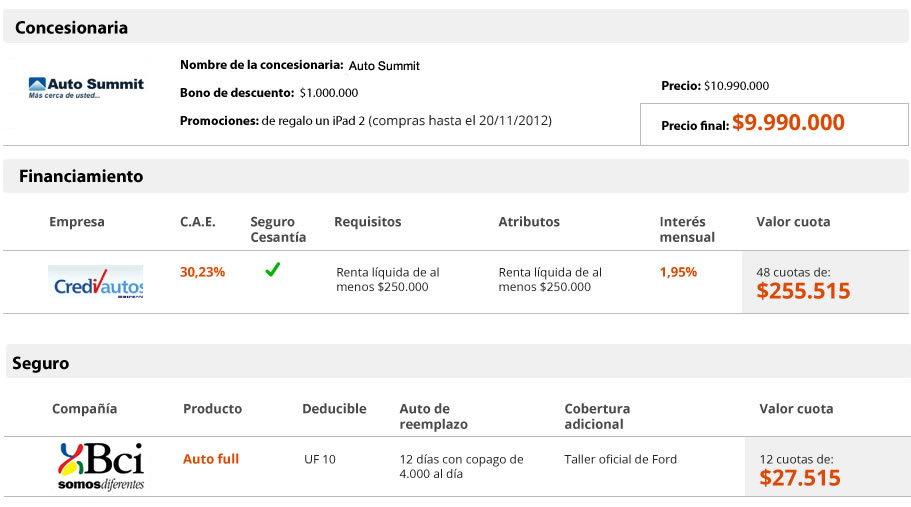 Concesionaria
Auto Summit
Más cerca de usted...
Nombre de la concesionaria: Auto Summit
Bono de descuento: $1.000.000
Promociones: de regalo un iPad 2 (compras hasta el 20/11/2012)
Precio: $10.990.000
Precio final: $9.990.000
Financiamiento
Empresa
C.A.E.
Seguro
Cesantía
Requisitos
Atributos
Interés
mensual
Valor cuota
Crediautos
30,23%
Renta líquida de al
menos $250.000
Renta líquida de al
menos $250.000
1,95%
48 cuotas de:
$255.515
Seguro
Compañía
Producto
Deducible
Auto de
reemplazo
Cobertura
adicional
Valor cuota
Bci
somosdiferentes
Auto full
UF 10
12 días con copago de
4.000 al día
Taller oficial de Ford
12 cuotas de:
$27.515